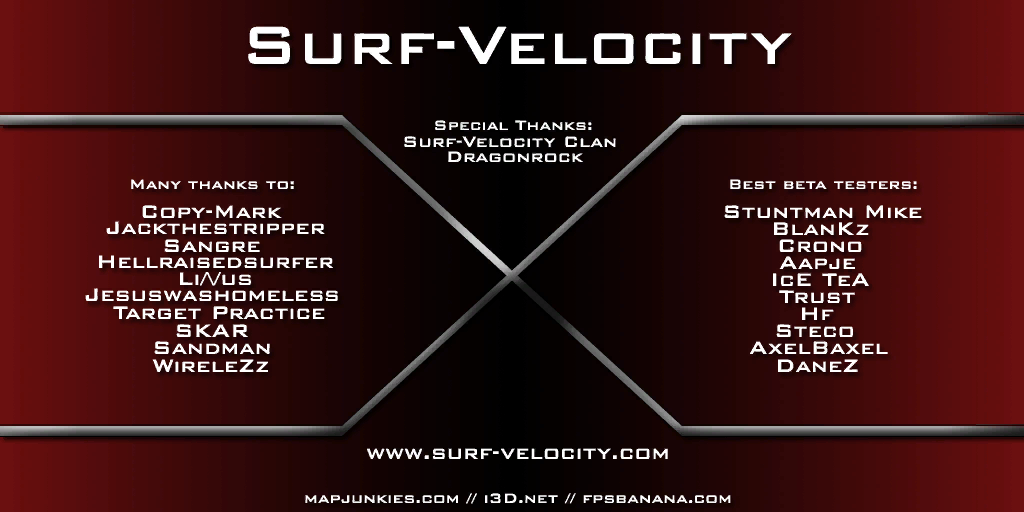 Surf-Velocity
Special Thanks:
Surf-Velocity Clan
Dragonrock
Many thanks to:
Copy-Mark
Jackthestripper
Sangre
Hellraisedsurfer
Li/\/us
Jesuswashomeless
Target Practice
SKAR
Sandman
WireleZz
Best beta testers:
Stuntman Mike
BlanKz
Crono
Aapje
IcE TeA
Trust
Hf
Steco
AxelBaxel
DaneZ
www.surf-velocity.com
mapjunkies.com // i3D.net // fpsbanana.com